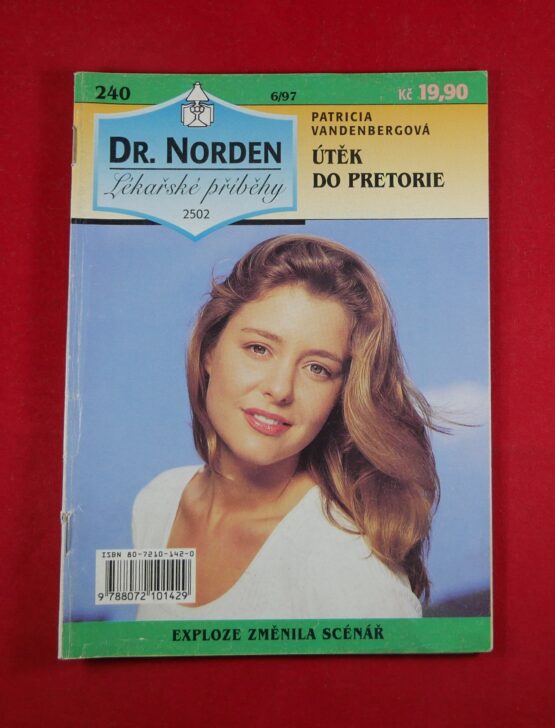 240
6/97
Kč 19,90
DR. NORDEN
Lékařské příběhy
2502
PATRICIA
VANDENBERGOVÁ
ÚTĚK
DO PRETORIE
ISBN 80-7210-142-0
9 788072 101429
EXPLOZE ZMĚNILA SCÉNÁŘ